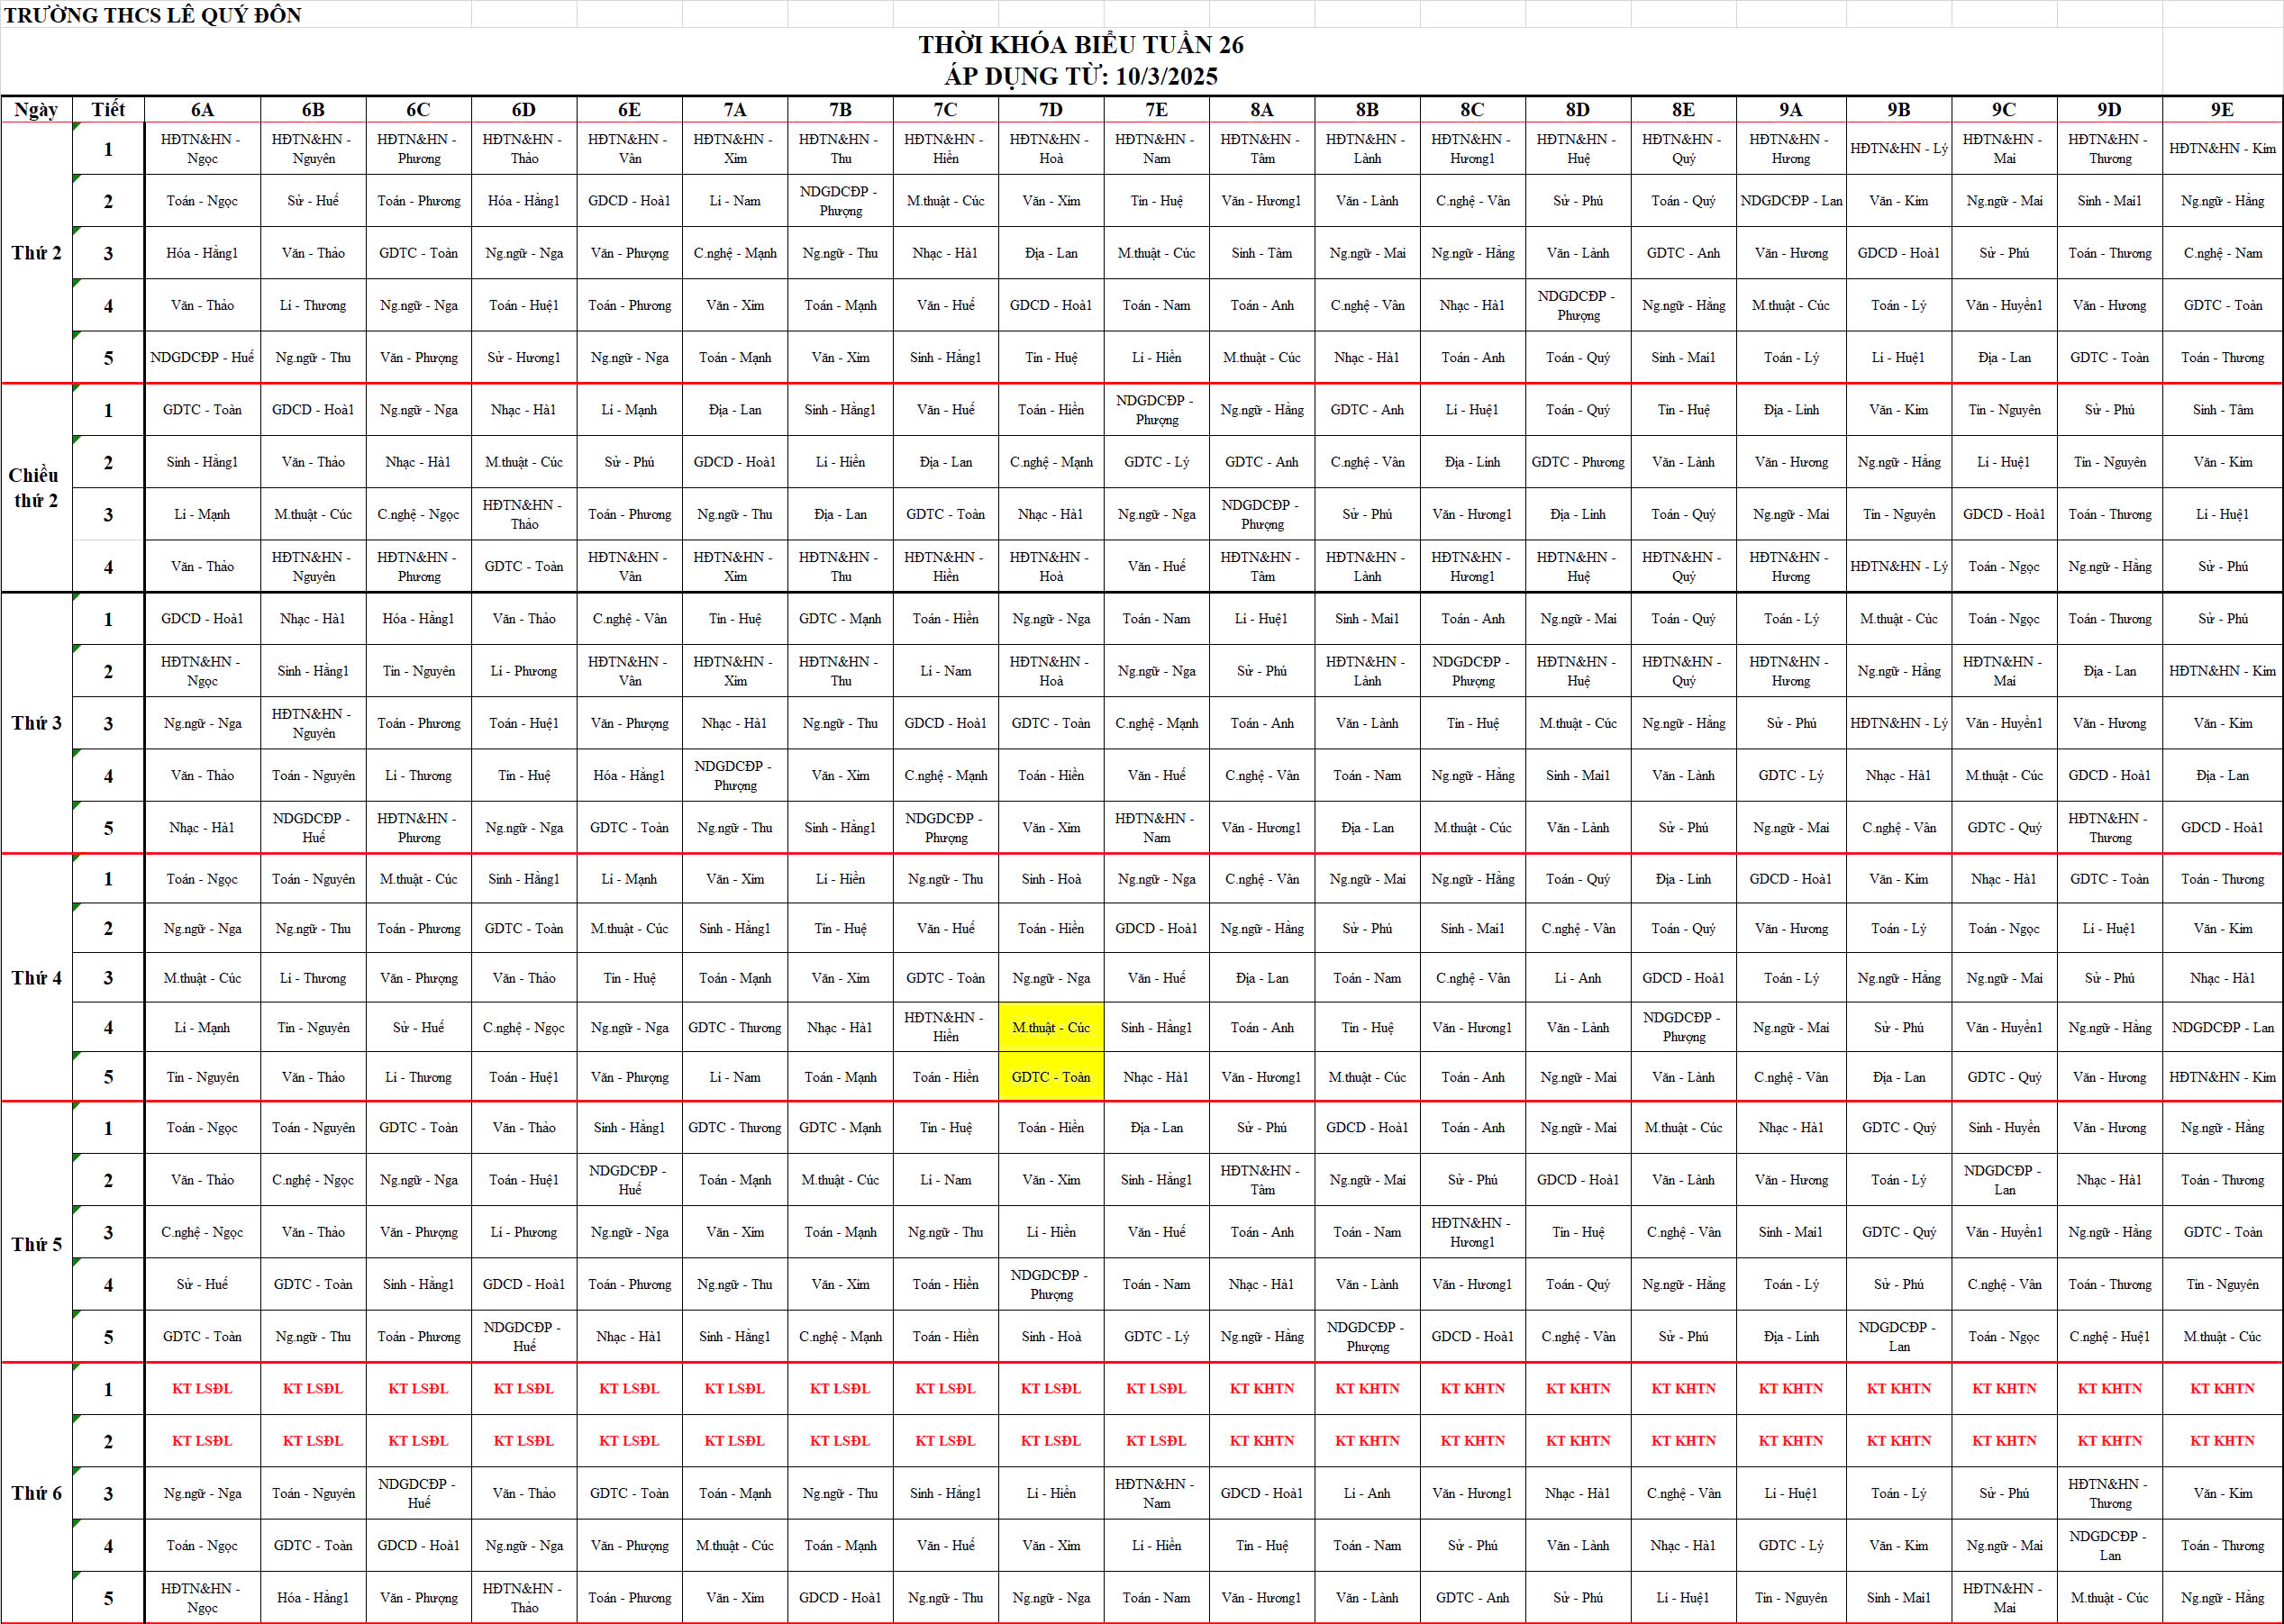 TRƯỜNG THCS LÊ QUÝ ĐÔN
THỜI KHÓA BIỂU TUẦN 26
ÁP DỤNG TỪ: 10/3/2025
Ngày Tiết 6A 6B 6C 6D 6E 7A 7B 7C 7D 7E 8A 8B 8C 8D 8E 9A 9B 9C 9D 9E
Thứ 2
1 HĐTN&HN - Ngọc HĐTN&HN - Nguyên HĐTN&HN - Phương HĐTN&HN - Thảo HĐTN&HN - Vân HĐTN&HN - Xim HĐTN&HN - Thu HĐTN&HN - Hiền HĐTN&HN - Hoà HĐTN&HN - Nam HĐTN&HN - Tâm HĐTN&HN - Lành HĐTN&HN - Hương1 HĐTN&HN - Huệ HĐTN&HN - Quý HĐTN&HN - Hương HĐTN&HN - Lý HĐTN&HN - Mai HĐTN&HN - Thương HĐTN&HN - Kim
2 Toán - Ngọc Sử - Huế Toán - Phương Hóa - Hằng1 GDCD - Hoà1 Lí - Nam NDGDCĐP - Phượng M.thuật - Cúc Văn - Xim Tin - Huệ Văn - Hương1 Văn - Lành C.nghệ - Vân Sử - Phú Toán - Quý NDGDCĐP - Lan Văn - Kim Ng.ngữ - Mai Sinh - Mai1 Ng.ngữ - Hằng
3 Hóa - Hằng1 Văn - Thảo GDTC - Toàn Ng.ngữ - Nga Văn - Phượng C.nghệ - Mạnh Ng.ngữ - Thu Nhạc - Hà1 Địa - Lan M.thuật - Cúc Sinh - Tâm Ng.ngữ - Mai Ng.ngữ - Hằng Văn - Lành GDTC - Anh Văn - Hương GDCD - Hoà1 Sử - Phú Toán - Thương C.nghệ - Nam
4 Văn - Thảo Lí - Thương Ng.ngữ - Nga Toán - Huệ1 Toán - Phương Văn - Xim Toán - Mạnh Văn - Huế GDCD - Hoà1 Toán - Nam Toán - Anh C.nghệ - Vân Nhạc - Hà1 NDGDCĐP - Phượng Ng.ngữ - Hằng M.thuật - Cúc Toán - Lý Văn - Huyền1 Văn - Hương GDTC - Toàn
5 NDGDCĐP - Huế Ng.ngữ - Thu Văn - Phượng Sử - Hương1 Ng.ngữ - Nga Toán - Mạnh Văn - Xim Sinh - Hằng1 Tin - Huệ Lí - Hiền M.thuật - Cúc Nhạc - Hà1 Toán - Anh Toán - Quý Sinh - Mai1 Toán - Lý Lí - Huệ1 Địa - Lan GDTC - Toàn Toán - Thương
Chiều thứ 2
1 GDTC - Toàn GDCD - Hoà1 Ng.ngữ - Nga Nhạc - Hà1 Lí - Mạnh Địa - Lan Sinh - Hằng1 Văn - Huế Toán - Hiền NDGDCĐP - Phượng Ng.ngữ - Hằng GDTC - Anh Lí - Huệ1 Toán - Quý Tin - Huệ Địa - Linh Văn - Kim Tin - Nguyên Sử - Phú Sinh - Tâm
2 Sinh - Hằng1 Văn - Thảo Nhạc - Hà1 M.thuật - Cúc Sử - Phú GDCD - Hoà1 Lí - Hiền Địa - Lan C.nghệ - Mạnh GDTC - Lý GDTC - Anh C.nghệ - Vân Địa - Linh GDTC - Phương Văn - Lành Văn - Hương Ng.ngữ - Hằng Lí - Huệ1 Tin - Nguyên Văn - Kim
3 Lí - Mạnh M.thuật - Cúc C.nghệ - Ngọc HĐTN&HN - Thảo Toán - Phương Ng.ngữ - Thu Địa - Lan GDTC - Toàn Nhạc - Hà1 Ng.ngữ - Nga NDGDCĐP - Phượng Sử - Phú Văn - Hương1 Địa - Linh Toán - Quý Ng.ngữ - Mai Tin - Nguyên GDCD - Hoà1 Toán - Thương Lí - Huệ1
4 Văn - Thảo HĐTN&HN - Nguyên HĐTN&HN - Phương GDTC - Toàn HĐTN&HN - Vân HĐTN&HN - Xim HĐTN&HN - Thu HĐTN&HN - Hiền HĐTN&HN - Hoà Văn - Huế HĐTN&HN - Tâm HĐTN&HN - Lành HĐTN&HN - Hương1 HĐTN&HN - Huệ HĐTN&HN - Quý HĐTN&HN - Hương HĐTN&HN - Lý Toán - Ngọc Ng.ngữ - Hằng Sử - Phú
Thứ 3
1 GDCD - Hoà1 Nhạc - Hà1 Hóa - Hằng1 Văn - Thảo C.nghệ - Vân Tin - Huệ GDTC - Mạnh Toán - Hiền Ng.ngữ - Nga Toán - Nam Lí - Huệ1 Sinh - Mai1 Toán - Anh Ng.ngữ - Mai Toán - Quý Toán - Lý M.thuật - Cúc Toán - Ngọc Toán - Thương Sử - Phú
2 HĐTN&HN - Ngọc Sinh - Hằng1 Tin - Nguyên Lí - Phương HĐTN&HN - Vân HĐTN&HN - Xim HĐTN&HN - Thu Lí - Nam HĐTN&HN - Hoà Ng.ngữ - Nga Sử - Phú HĐTN&HN - Lành NDGDCĐP - Phượng HĐTN&HN - Huệ HĐTN&HN - Quý HĐTN&HN - Hương Ng.ngữ - Hằng HĐTN&HN - Mai Địa - Lan HĐTN&HN - Kim
3 Ng.ngữ - Nga HĐTN&HN - Nguyên Toán - Phương Toán - Huệ1 Văn - Phượng Nhạc - Hà1 Ng.ngữ - Thu GDCD - Hoà1 GDTC - Toàn C.nghệ - Mạnh Toán - Anh Văn - Lành Tin - Huệ M.thuật - Cúc Ng.ngữ - Hằng Sử - Phú HĐTN&HN - Lý Văn - Huyền1 Văn - Hương Văn - Kim
4 Văn - Thảo Toán - Nguyên Lí - Thương Tin - Huệ Hóa - Hằng1 NDGDCĐP - Phượng Văn - Xim C.nghệ - Mạnh Toán - Hiền Văn - Huế C.nghệ - Vân Toán - Nam Ng.ngữ - Hằng Sinh - Mai1 Văn - Lành GDTC - Lý Nhạc - Hà1 M.thuật - Cúc GDCD - Hoà1 Địa - Lan
5 Nhạc - Hà1 NDGDCĐP - Huế HĐTN&HN - Phương Ng.ngữ - Nga GDTC - Toàn Ng.ngữ - Thu Sinh - Hằng1 NDGDCĐP - Phượng Văn - Xim HĐTN&HN - Nam Văn - Hương1 Địa - Lan M.thuật - Cúc Văn - Lành Sử - Phú Ng.ngữ - Mai C.nghệ - Vân GDTC - Quý HĐTN&HN - Thương GDCD - Hoà1
Thứ 4
1 Toán - Ngọc Toán - Nguyên M.thuật - Cúc Sinh - Hằng1 Lí - Mạnh Văn - Xim Lí - Hiền Ng.ngữ - Thu Sinh - Hoà Ng.ngữ - Nga C.nghệ - Vân Ng.ngữ - Mai Ng.ngữ - Hằng Toán - Quý Địa - Linh GDCD - Hoà1 Văn - Kim Nhạc - Hà1 GDTC - Toàn Toán - Thương
2 Ng.ngữ - Nga Ng.ngữ - Thu Toán - Phương GDTC - Toàn M.thuật - Cúc Sinh - Hằng1 Tin - Huệ Văn - Huế Toán - Hiền GDCD - Hoà1 Ng.ngữ - Hằng Sử - Phú Sinh - Mai1 C.nghệ - Vân Toán - Quý Văn - Hương Toán - Lý Toán - Ngọc Lí - Huệ1 Văn - Kim
3 M.thuật - Cúc Lí - Thương Văn - Phượng Văn - Thảo Tin - Huệ Toán - Mạnh Văn - Xim GDTC - Toàn Ng.ngữ - Nga Văn - Huế Địa - Lan Toán - Nam C.nghệ - Vân Lí - Anh GDCD - Hoà1 Toán - Lý Ng.ngữ - Hằng Ng.ngữ - Mai Sử - Phú Nhạc - Hà1
4 Lí - Mạnh Tin - Nguyên Sử - Huế C.nghệ - Ngọc Ng.ngữ - Nga GDTC - Thương Nhạc - Hà1 HĐTN&HN - Hiền M.thuật - Cúc Sinh - Hằng1 Toán - Anh Tin - Huệ Văn - Hương1 Văn - Lành NDGDCĐP - Phượng Ng.ngữ - Mai Sử - Phú Văn - Huyền1 Ng.ngữ - Hằng NDGDCĐP - Lan
5 Tin - Nguyên Văn - Thảo Lí - Thương Toán - Huệ1 Văn - Phượng Lí - Nam Toán - Mạnh Toán - Hiền GDTC - Toàn Nhạc - Hà1 Văn - Hương1 M.thuật - Cúc Toán - Anh Ng.ngữ - Mai Văn - Lành C.nghệ - Vân Địa - Lan GDTC - Quý Văn - Hương HĐTN&HN - Kim
Thứ 5
1 Toán - Ngọc Toán - Nguyên GDTC - Toàn Văn - Thảo Sinh - Hằng1 GDTC - Thương GDTC - Mạnh Tin - Huệ Toán - Hiền Địa - Lan Sử - Phú GDCD - Hoà1 Toán - Anh Ng.ngữ - Mai M.thuật - Cúc Nhạc - Hà1 GDTC - Quý Sinh - Huyền Văn - Hương Ng.ngữ - Hằng
2 Văn - Thảo C.nghệ - Ngọc Ng.ngữ - Nga Toán - Huệ1 NDGDCĐP - Huế Toán - Mạnh M.thuật - Cúc Lí - Nam Văn - Xim Sinh - Hằng1 HĐTN&HN - Tâm Ng.ngữ - Mai Sử - Phú GDCD - Hoà1 Văn - Lành Văn - Hương Toán - Lý NDGDCĐP - Lan Nhạc - Hà1 Toán - Thương
3 C.nghệ - Ngọc Văn - Thảo Văn - Phượng Lí - Phương Ng.ngữ - Nga Văn - Xim Toán - Mạnh Ng.ngữ - Thu Lí - Hiền Văn - Huế Toán - Anh Toán - Nam HĐTN&HN - Hương1 Tin - Huệ C.nghệ - Vân Sinh - Mai1 GDTC - Quý Văn - Huyền1 Ng.ngữ - Hằng GDTC - Toàn
4 Sử - Huế GDTC - Toàn Sinh - Hằng1 GDCD - Hoà1 Toán - Phương Ng.ngữ - Thu Văn - Xim Toán - Hiền NDGDCĐP - Phượng Toán - Nam Nhạc - Hà1 Văn - Lành Văn - Hương1 Toán - Quý Ng.ngữ - Hằng Toán - Lý Sử - Phú C.nghệ - Vân Toán - Thương Tin - Nguyên
5 GDTC - Toàn Ng.ngữ - Thu Toán - Phương NDGDCĐP - Huế Nhạc - Hà1 Sinh - Hằng1 C.nghệ - Mạnh Toán - Hiền Sinh - Hoà GDTC - Lý Ng.ngữ - Hằng NDGDCĐP - Phượng GDCD - Hoà1 C.nghệ - Vân Sử - Phú Địa - Linh NDGDCĐP - Lan Toán - Ngọc C.nghệ - Huệ1 M.thuật - Cúc
Thứ 6
1 KT LSĐL KT LSĐL KT LSĐL KT LSĐL KT LSĐL KT LSĐL KT LSĐL KT LSĐL KT LSĐL KT LSĐL KT KHTN KT KHTN KT KHTN KT KHTN KT KHTN KT KHTN KT KHTN KT KHTN KT KHTN KT KHTN
2 KT LSĐL KT LSĐL KT LSĐL KT LSĐL KT LSĐL KT LSĐL KT LSĐL KT LSĐL KT LSĐL KT LSĐL KT KHTN KT KHTN KT KHTN KT KHTN KT KHTN KT KHTN KT KHTN KT KHTN KT KHTN KT KHTN
3 Ng.ngữ - Nga Toán - Nguyên NDGDCĐP - Huế Văn - Thảo GDTC - Toàn Toán - Mạnh Ng.ngữ - Thu Sinh - Hằng1 Lí - Hiền HĐTN&HN - Nam GDCD - Hoà1 Lí - Anh Văn - Hương1 Nhạc - Hà1 C.nghệ - Vân Lí - Huệ1 Toán - Lý Sử - Phú HĐTN&HN - Thương Văn - Kim
4 Toán - Ngọc GDTC - Toàn GDCD - Hoà1 Ng.ngữ - Nga Văn - Phượng M.thuật - Cúc Toán - Mạnh Văn - Huế Văn - Xim Lí - Hiền Tin - Huệ Toán - Nam Sử - Phú Văn - Lành Nhạc - Hà1 GDTC - Lý Văn - Kim Ng.ngữ - Mai NDGDCĐP - Lan Toán - Thương
5 HĐTN&HN - Ngọc Hóa - Hằng1 Văn - Phượng HĐTN&HN - Thảo Toán - Phương Văn - Xim GDCD - Hoà1 Ng.ngữ - Thu Ng.ngữ - Nga Toán - Nam Văn - Hương1 Văn - Lành GDTC - Anh Sử - Phú Lí - Huệ1 Tin - Nguyên Sinh - Mai1 HĐTN&HN - Mai M.thuật - Cúc Ng.ngữ - Hằng